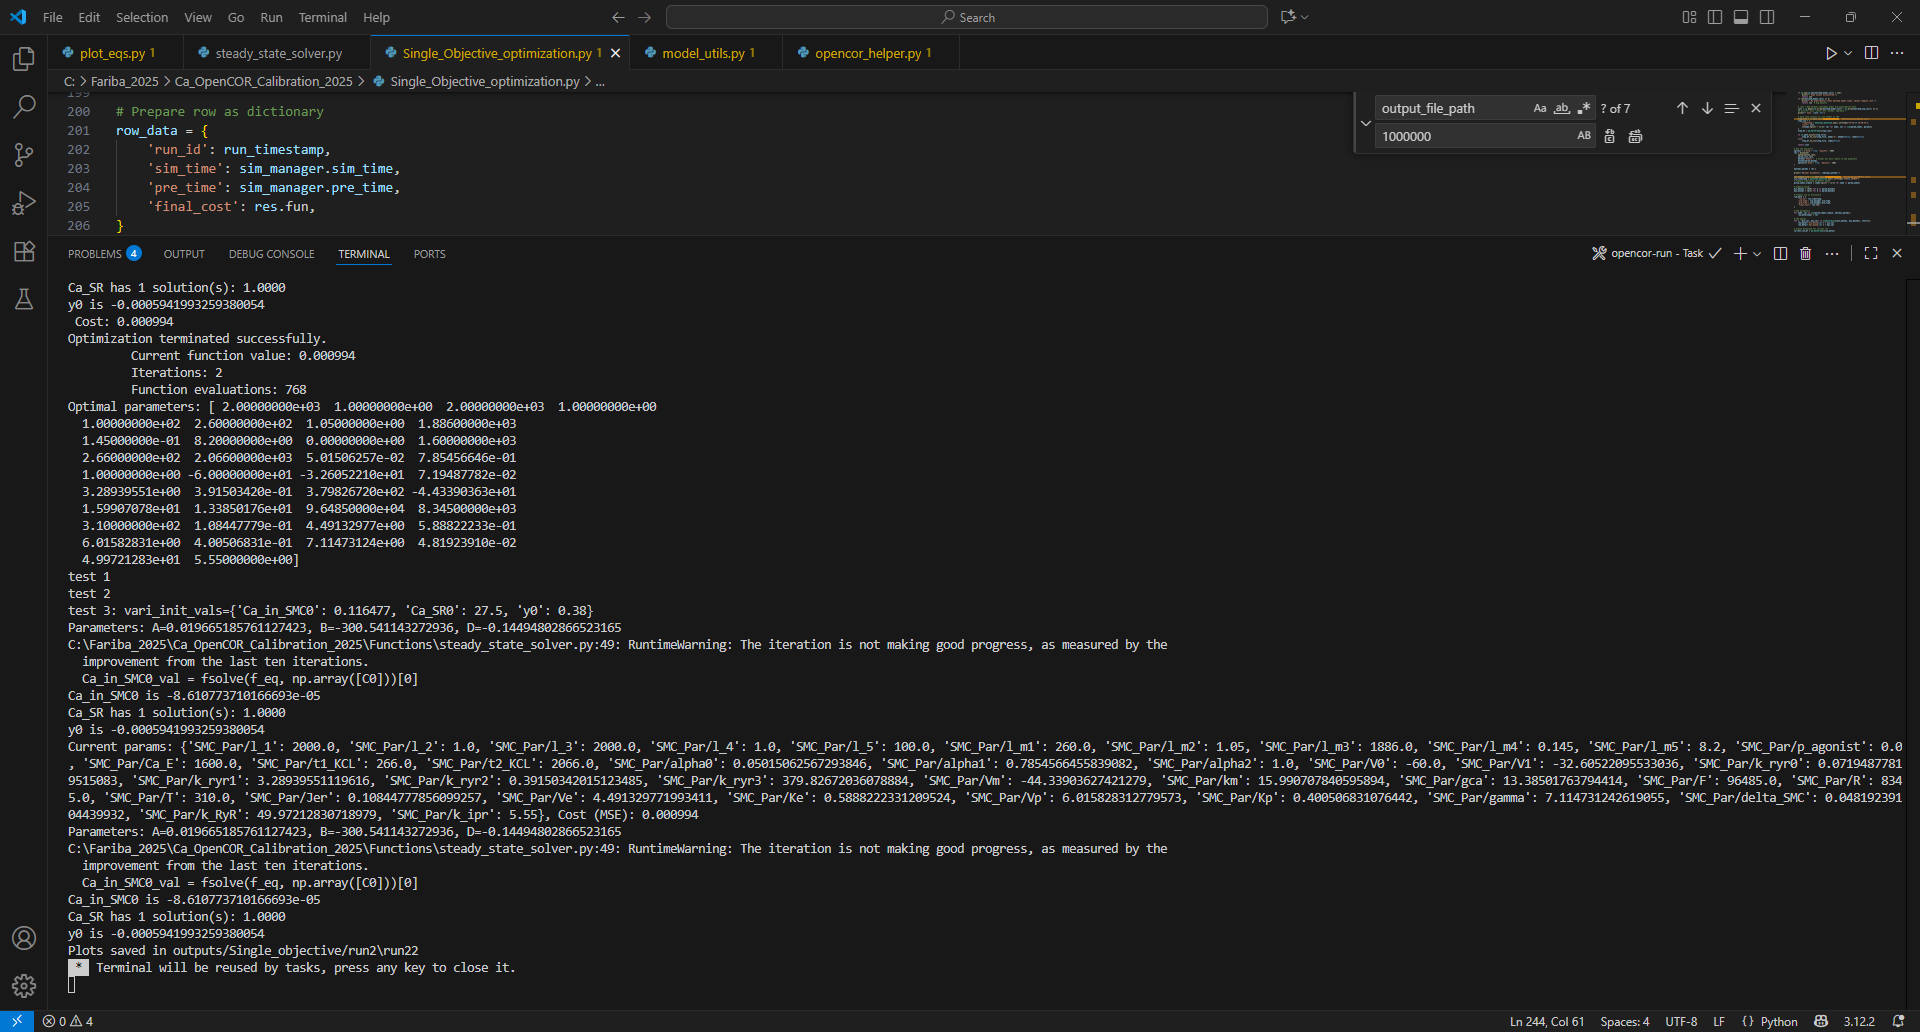 File Edit Selection View Go Run Terminal Help
Search
plot_eqs.py 1
steady_state_solver.py
Single_Objective_optimization.py 1
model_utils.py 1
opencor_helper.py 1
C: > Fariba_2025 > Ca_OpenCOR_Calibration_2025 > Single_Objective_optimization.py > ...
199
200 # Prepare row as dictionary
201 row_data = {
202 'run_id': run_timestamp,
203 'sim_time': sim_manager.sim_time,
204 'pre_time': sim_manager.pre_time,
205 'final_cost': res.fun,
206 }
output_file_path Aa ab .* ? of 7
1000000 AB
PROBLEMS 4 OUTPUT DEBUG CONSOLE TERMINAL PORTS
opencor-run - Task
Ca_SR has 1 solution(s): 1.0000
y0 is -0.0005941993259380054
Cost: 0.000994
Optimization terminated successfully.
Current function value: 0.000994
Iterations: 2
Function evaluations: 768
Optimal parameters: [ 2.00000000e+03 1.00000000e+00 2.00000000e+03 1.00000000e+00
1.00000000e+02 2.60000000e+02 1.05000000e+00 1.88600000e+03
1.45000000e-01 8.20000000e+00 0.00000000e+00 1.60000000e+03
2.66000000e+02 2.06600000e+03 5.01506257e-02 7.85456646e-01
1.00000000e+00 -6.00000000e+01 -3.26052210e+01 7.19487782e-02
3.28939551e+00 3.91503420e-01 3.79826720e+02 -4.43390363e+01
1.59907078e+01 1.33850176e+01 9.64850000e+04 8.34500000e+03
3.10000000e+02 1.08447779e-01 4.49132977e+00 5.88822233e-01
6.01582831e+00 4.00506831e-01 7.11473124e+00 4.81923910e-02
4.99721283e+01 5.55000000e+00]
test 1
test 2
test 3: vari_init_vals={'Ca_in_SMC0': 0.116477, 'Ca_SR0': 27.5, 'y0': 0.38}
Parameters: A=0.019665185761127423, B=-300.541143272936, D=-0.14494802866523165
C:\Fariba_2025\Ca_OpenCOR_Calibration_2025\Functions\steady_state_solver.py:49: RuntimeWarning: The iteration is not making good progress, as measured by the
improvement from the last ten iterations.
Ca_in_SMC0_val = fsolve(f_eq, np.array([C0]))[0]
Ca_in_SMC0 is -8.610773710166693e-05
Ca_SR has 1 solution(s): 1.0000
y0 is -0.0005941993259380054
Current params: {'SMC_Par/l_1': 2000.0, 'SMC_Par/l_2': 1.0, 'SMC_Par/l_3': 2000.0, 'SMC_Par/l_4': 1.0, 'SMC_Par/l_5': 100.0, 'SMC_Par/l_m1': 260.0, 'SMC_Par/l_m2': 1.05, 'SMC_Par/l_m3': 1886.0, 'SMC_Par/l_m4': 0.145, 'SMC_Par/l_m5': 8.2, 'SMC_Par/p_agonist': 0.0
, 'SMC_Par/Ca_E': 1600.0, 'SMC_Par/t1_KCL': 266.0, 'SMC_Par/t2_KCL': 2066.0, 'SMC_Par/alpha0': 0.05015062567293846, 'SMC_Par/alpha1': 0.7854566455839082, 'SMC_Par/alpha2': 1.0, 'SMC_Par/V0': -60.0, 'SMC_Par/V1': -32.60522095533036, 'SMC_Par/k_ryr0': 0.0719487781
9515083, 'SMC_Par/k_ryr1': 3.28939551119616, 'SMC_Par/k_ryr2': 0.39150342015123485, 'SMC_Par/k_ryr3': 379.82672036078884, 'SMC_Par/Vm': -44.33903627421279, 'SMC_Par/km': 15.990707840595894, 'SMC_Par/gca': 13.38501763794414, 'SMC_Par/F': 96485.0, 'SMC_Par/R': 834
5.0, 'SMC_Par/T': 310.0, 'SMC_Par/Jer': 0.10844777856099257, 'SMC_Par/Ve': 4.491329771993411, 'SMC_Par/Ke': 0.5888222331209524, 'SMC_Par/Vp': 6.015828312779573, 'SMC_Par/Kp': 0.400506831076442, 'SMC_Par/gamma': 7.114731242619055, 'SMC_Par/delta_SMC': 0.048192391
04439932, 'SMC_Par/k_RyR': 49.97212830718979, 'SMC_Par/k_ipr': 5.55}, Cost (MSE): 0.000994
Parameters: A=0.019665185761127423, B=-300.541143272936, D=-0.14494802866523165
C:\Fariba_2025\Ca_OpenCOR_Calibration_2025\Functions\steady_state_solver.py:49: RuntimeWarning: The iteration is not making good progress, as measured by the
improvement from the last ten iterations.
Ca_in_SMC0_val = fsolve(f_eq, np.array([C0]))[0]
Ca_in_SMC0 is -8.610773710166693e-05
Ca_SR has 1 solution(s): 1.0000
y0 is -0.0005941993259380054
Plots saved in outputs/Single_objective/run2\run22
* Terminal will be reused by tasks, press any key to close it.
0 4
Ln 244, Col 61 Spaces: 4 UTF-8 LF {} Python 3.12.2